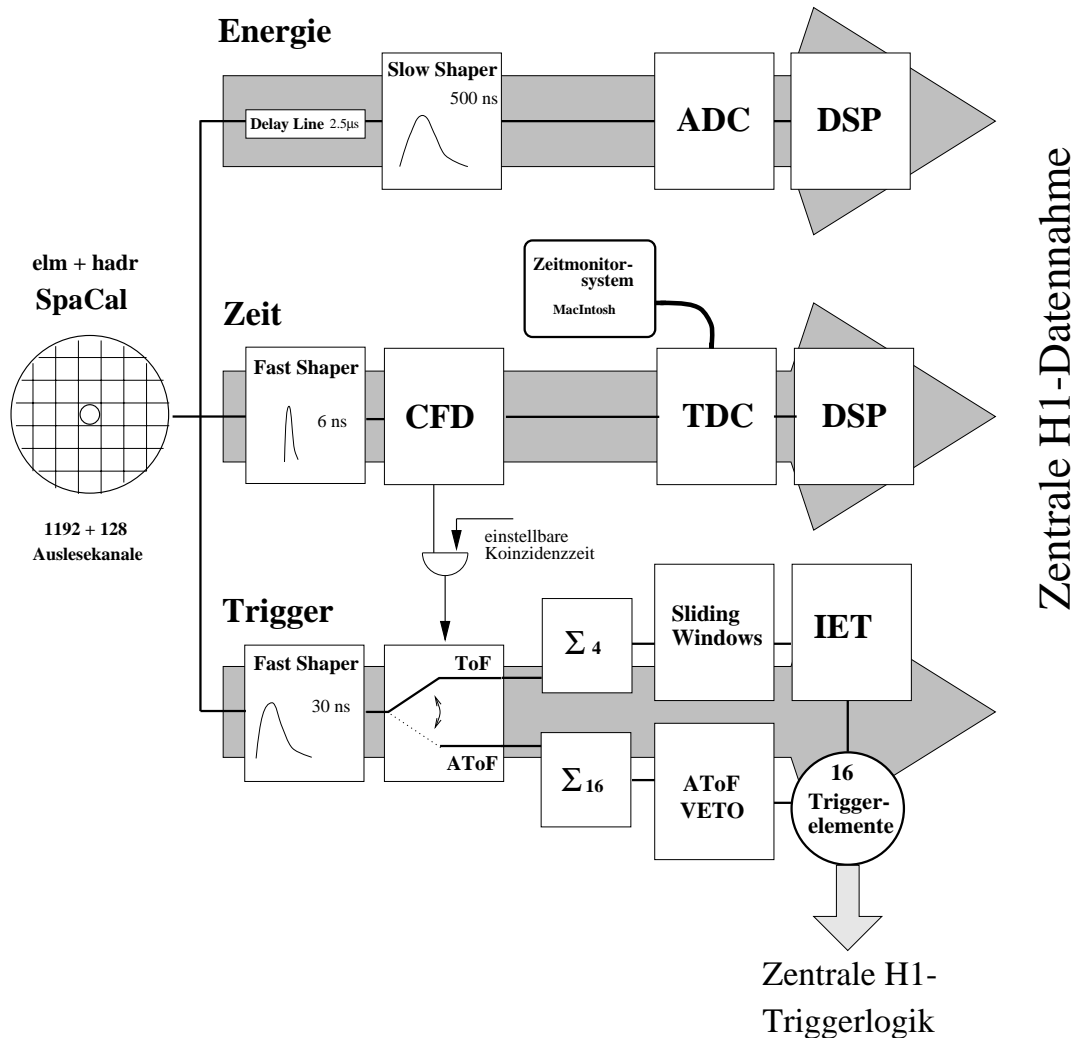 Energie
Slow Shaper
500 ns
Delay Line 2.5µs
ADC
DSP
elm + hadr
SpaCal
1192 + 128
Auslesekanale
Zeit
Zeitmonitor-
system
MacIntosh
Fast Shaper
6 ns
CFD
TDC
DSP
einstellbare
Koinzidenzzeit
Trigger
Fast Shaper
30 ns
ToF
AToF
Σ 4
Σ 16
Sliding
Windows
IET
AToF
VETO
16
Trigger-
elemente
Zentrale H1-
Triggerlogik
Zentrale H1-Datennahme